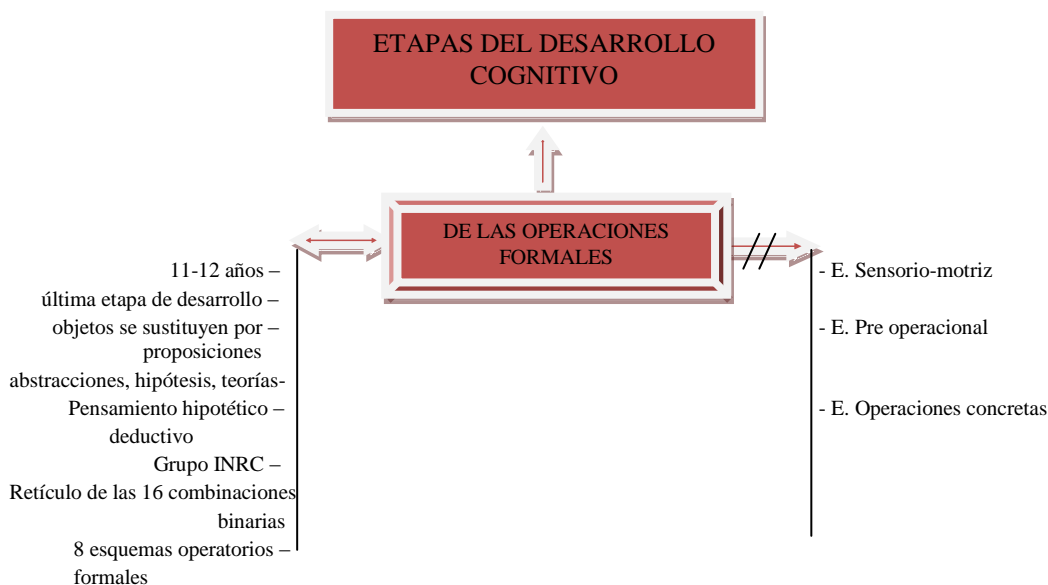 ETAPAS DEL DESARROLLO
COGNITIVO
DE LAS OPERACIONES
FORMALES
11-12 años –
última etapa de desarrollo –
objetos se sustituyen por –
proposiciones
abstracciones, hipótesis, teorías-
Pensamiento hipotético –
deductivo
Grupo INRC –
Retículo de las 16 combinaciones
binarias
8 esquemas operatorios –
formales
- E. Sensorio-motriz
- E. Pre operacional
- E. Operaciones concretas